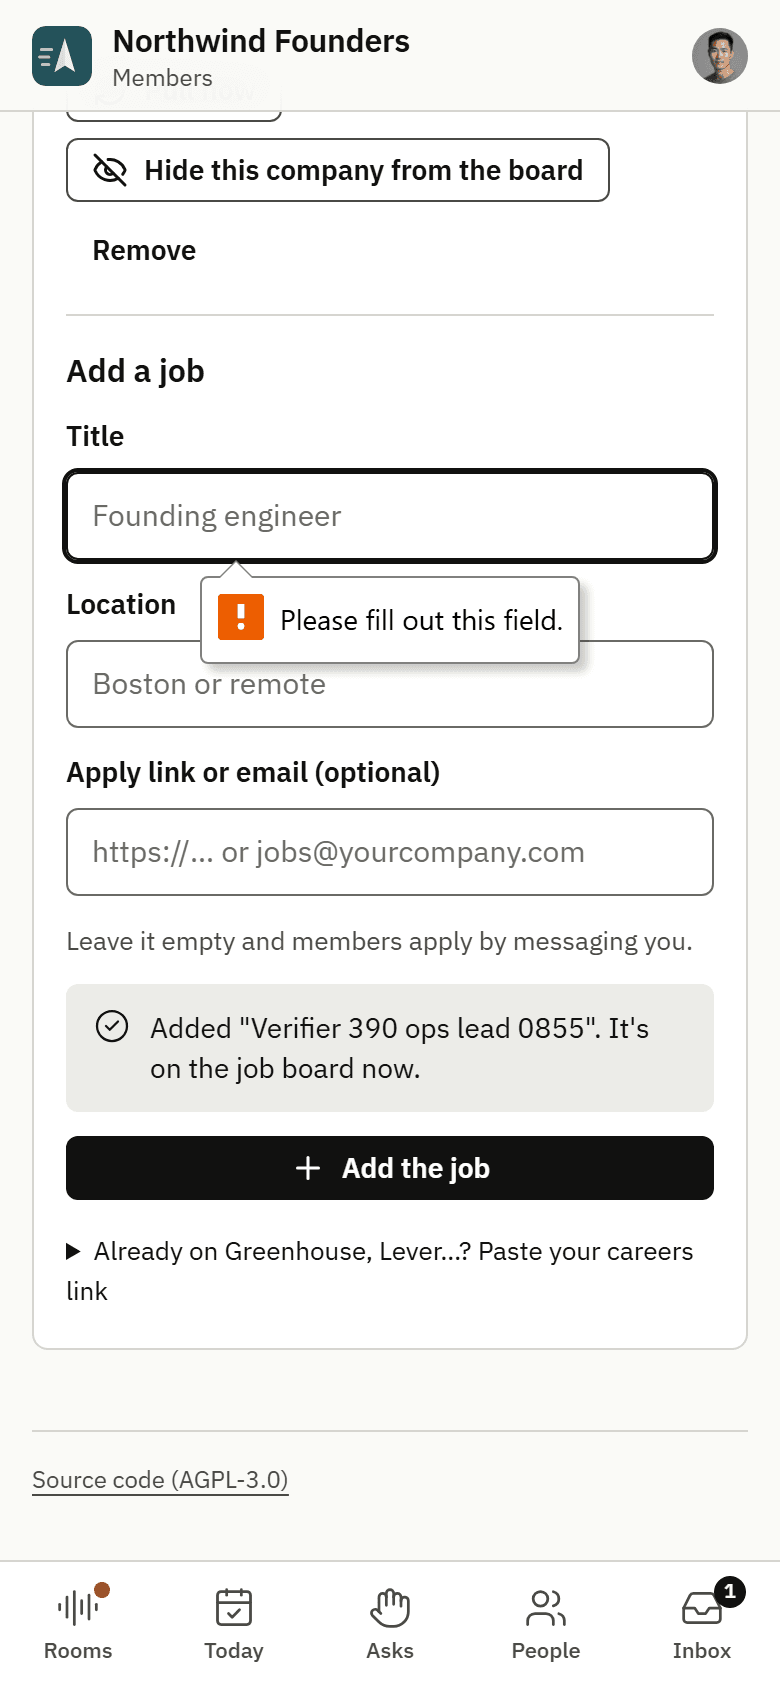 Northwind Founders
Members
Hide this company from the board
Remove
Add a job
Title
Founding engineer
Location
Please fill out this field.
Boston or remote
Apply link or email (optional)
https://... or jobs@yourcompany.com
Leave it empty and members apply by messaging you.
Added "Verifier 390 ops lead 0855". It's
on the job board now.
Add the job
Already on Greenhouse, Lever...? Paste your careers
link
Source code (AGPL-3.0)
1
Rooms
Today
Asks
People
Inbox